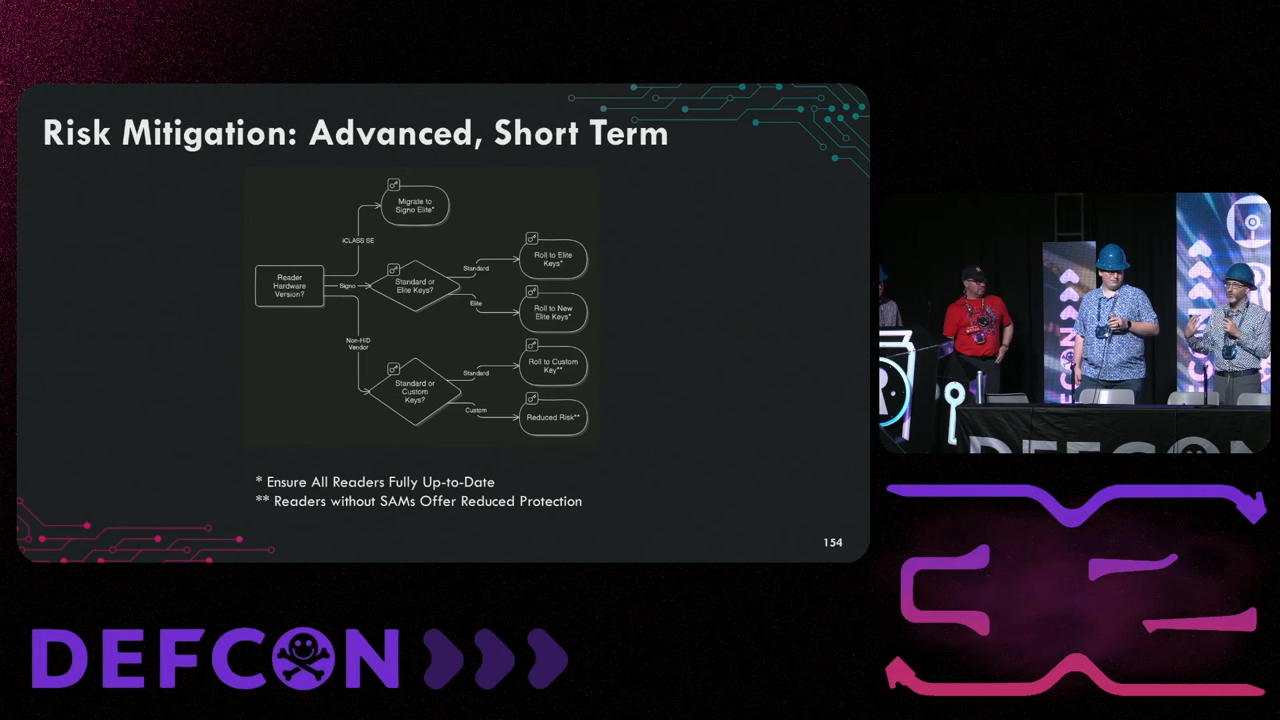 Risk Mitigation: Advanced, Short Term
Migrate to
Signo Elite*
iCLASS SE
Reader
Hardware
Version?
Signo
Standard or
Elite Keys?
Standard
Roll to Elite
Keys*
Elite
Roll to New
Elite Keys*
Non-HID
Vendor
Standard or
Custom
Keys?
Standard
Roll to Custom
Key**
Custom
Reduced Risk**
* Ensure All Readers Fully Up-to-Date
** Readers without SAMs Offer Reduced Protection
154
DEFCON
DEFCON
DEFCON